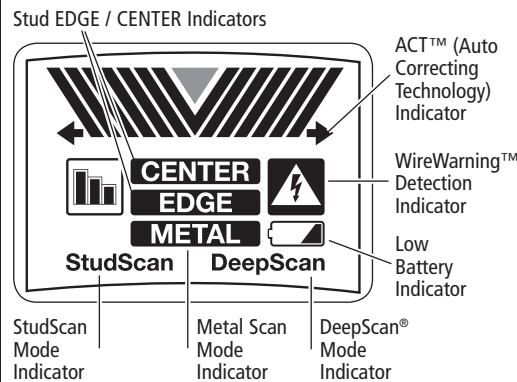 Stud EDGE / CENTER Indicators
ACT™ (Auto
Correcting
Technology)
Indicator
WireWarning™
Detection
Indicator
Low
Battery
Indicator
CENTER
EDGE
METAL
StudScan DeepScan
StudScan
Mode
Indicator
Metal Scan
Mode
Indicator
DeepScan®
Mode
Indicator